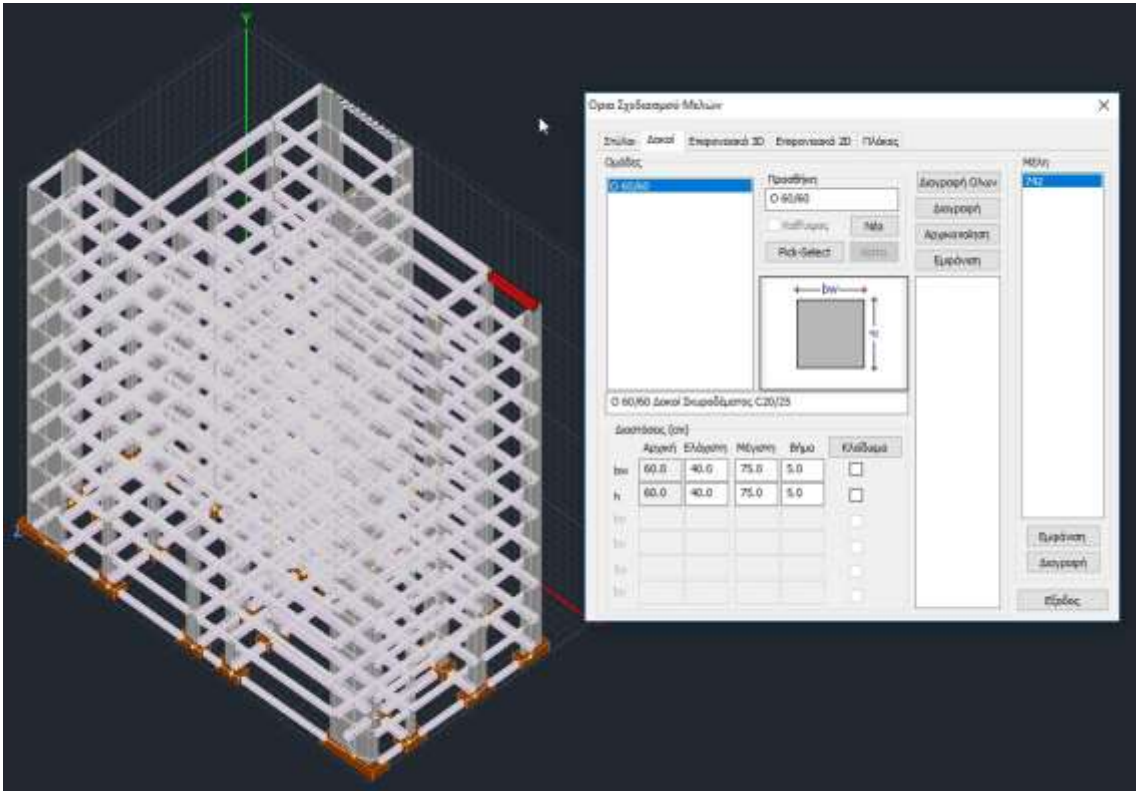 Y
Όρια Σχεδιασμού Μελών
Στύλοι Δοκοί Επιφανειακά 3D Επιφανειακά 2D Πλάκες
Ομάδες
Μέλη
O 60/60
Προσθήκη
O 60/60
Διαγραφή Όλων
742
Νέα
Διαγραφή
Αρχικοποίηση
Pick-Select
Εμφάνιση
bw
h
O 60/60 Δοκοί Σκυροδέματος C20/25
Διαστάσεις (cm)
Αρχική Ελάχιστη Μέγιστη Βήμα Κλείδωμα
bw 60.0 40.0 75.0 5.0
h 60.0 40.0 75.0 5.0
Εμφάνιση
Διαγραφή
Έξοδος